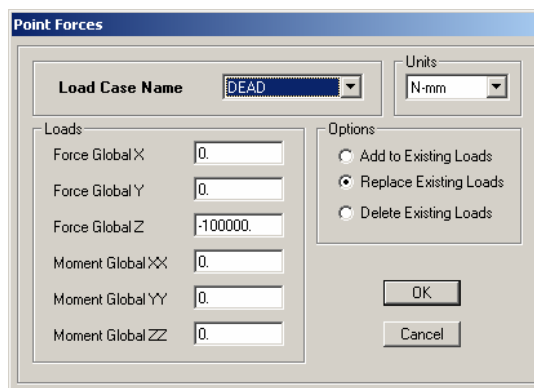 Point Forces
Load Case Name DEAD
Units
N-mm
Loads
Force Global X 0.
Force Global Y 0.
Force Global Z -100000.
Moment Global XX 0.
Moment Global YY 0.
Moment Global ZZ 0.
Options
Add to Existing Loads
Replace Existing Loads
Delete Existing Loads
OK
Cancel